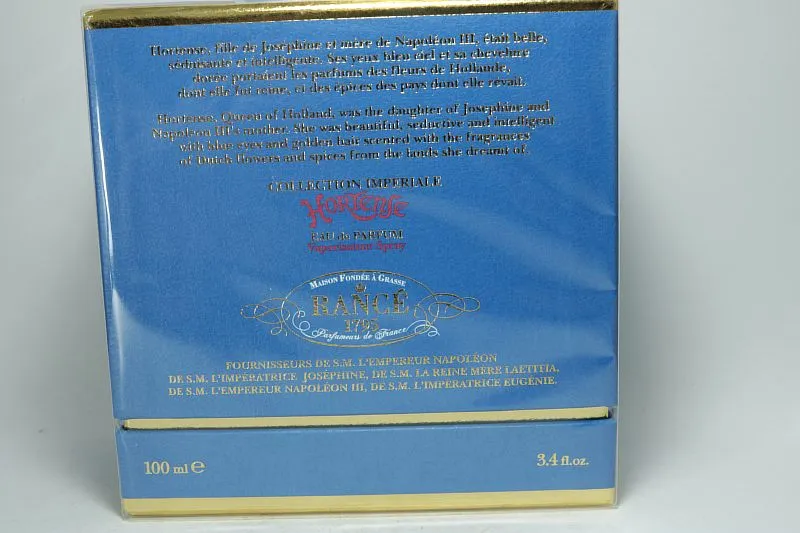 Hortense, fille de Joséphine et mère de Napoléon III, était belle,
séduisante et intelligente. Ses yeux bleu ciel et sa chevelure
dorée portaient les parfums des fleurs de Hollande,
dont elle fut reine, et des épices des pays dont elle rêvait.
Hortense, Queen of Holland, was the daughter of Josephine and
Napoleon III's mother. She was beautiful, seductive and intelligent
with blue eyes and golden hair scented with the fragrances
of Dutch flowers and spices from the lands she dreamt of.
COLLECTION IMPERIALE
HORTENSE
EAU de PARFUM
Vaporisateur Spray
MAISON FONDÉE À GRASSE
RANCÉ
1795
Parfumeurs de France
FOURNISSEURS DE S.M. L'EMPEREUR NAPOLÉON
DE S.M. L'IMPÉRATRICE JOSÉPHINE, DE S.M. LA REINE MÈRE LAETITIA,
DE S.M. L'EMPEREUR NAPOLÉON III, DE S.M. L'IMPÉRATRICE EUGÉNIE.
100 ml ℮
3.4 fl.oz.